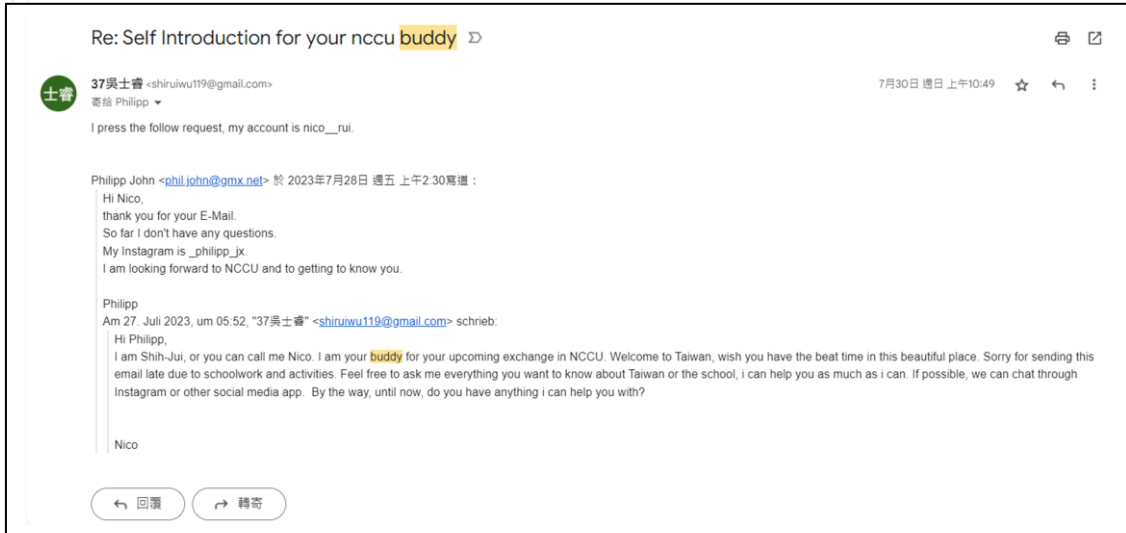 Re: Self Introduction for your nccu buddy
37吳士睿 <shiruiwu119@gmail.com>
7月30日 週日 上午10:49
士睿
寄給 Philipp
I press the follow request, my account is nico__rui.
Philipp John <phil.john@gmx.net> 於 2023年7月28日 週五 上午2:30寫道：
Hi Nico,
thank you for your E-Mail.
So far I don't have any questions.
My Instagram is _philipp_jx.
I am looking forward to NCCU and to getting to know you.
Philipp
Am 27. Juli 2023, um 05:52, "37吳士睿" <shiruiwu119@gmail.com> schrieb:
Hi Philipp,
I am Shih-Jui, or you can call me Nico. I am your buddy for your upcoming exchange in NCCU. Welcome to Taiwan, wish you have the beat time in this beautiful place. Sorry for sending this
email late due to schoolwork and activities. Feel free to ask me everything you want to know about Taiwan or the school, i can help you as much as i can. If possible, we can chat through
Instagram or other social media app.  By the way, until now, do you have anything i can help you with?
Nico
回覆
轉寄